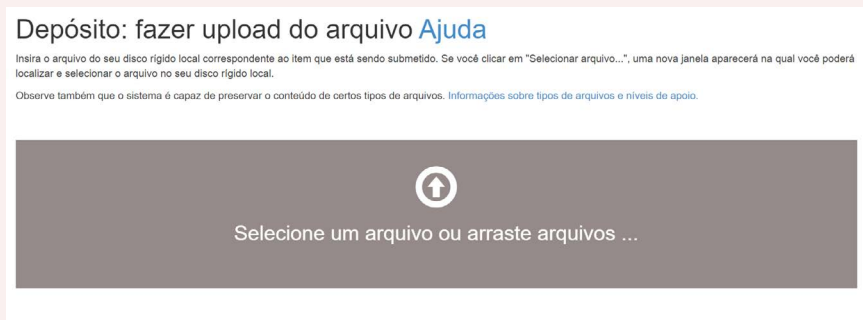 Depósito: fazer upload do arquivo Ajuda
Insira o arquivo do seu disco rígido local correspondente ao item que está sendo submetido. Se você clicar em "Selecionar arquivo...", uma nova janela aparecerá na qual você poderá
localizar e selecionar o arquivo no seu disco rígido local.
Observe também que o sistema é capaz de preservar o conteúdo de certos tipos de arquivos. Informações sobre tipos de arquivos e níveis de apoio.
Selecione um arquivo ou arraste arquivos ...